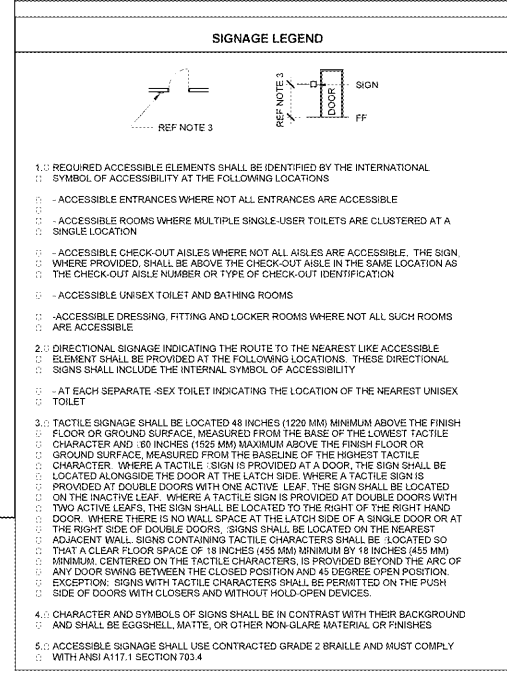 SIGNAGE LEGEND
REF NOTE 3
REF NOTE 3
DOOR
SIGN
FF
1. REQUIRED ACCESSIBLE ELEMENTS SHALL BE IDENTIFIED BY THE INTERNATIONAL
SYMBOL OF ACCESSIBILITY AT THE FOLLOWING LOCATIONS
- ACCESSIBLE ENTRANCES WHERE NOT ALL ENTRANCES ARE ACCESSIBLE
- ACCESSIBLE ROOMS WHERE MULTIPLE SINGLE-USER TOILETS ARE CLUSTERED AT A
SINGLE LOCATION
- ACCESSIBLE CHECK-OUT AISLES WHERE NOT ALL AISLES ARE ACCESSIBLE. THE SIGN,
WHERE PROVIDED, SHALL BE ABOVE THE CHECK-OUT AISLE IN THE SAME LOCATION AS
THE CHECK-OUT AISLE NUMBER OR TYPE OF CHECK-OUT IDENTIFICATION
- ACCESSIBLE UNISEX TOILET AND BATHING ROOMS
-ACCESSIBLE DRESSING, FITTING AND LOCKER ROOMS WHERE NOT ALL SUCH ROOMS
ARE ACCESSIBLE
2. DIRECTIONAL SIGNAGE INDICATING THE ROUTE TO THE NEAREST LIKE ACCESSIBLE
ELEMENT SHALL BE PROVIDED AT THE FOLLOWING LOCATIONS. THESE DIRECTIONAL
SIGNS SHALL INCLUDE THE INTERNAL SYMBOL OF ACCESSIBILITY
- AT EACH SEPARATE -SEX TOILET INDICATING THE LOCATION OF THE NEAREST UNISEX
TOILET
3. TACTILE SIGNAGE SHALL BE LOCATED 48 INCHES (1220 MM) MINIMUM ABOVE THE FINISH
FLOOR OR GROUND SURFACE, MEASURED FROM THE BASE OF THE LOWEST TACTILE
CHARACTER AND 60 INCHES (1525 MM) MAXIMUM ABOVE THE FINISH FLOOR OR
GROUND SURFACE, MEASURED FROM THE BASELINE OF THE HIGHEST TACTILE
CHARACTER. WHERE A TACTILE SIGN IS PROVIDED AT A DOOR, THE SIGN SHALL BE
LOCATED ALONGSIDE THE DOOR AT THE LATCH SIDE. WHERE A TACTILE SIGN IS
PROVIDED AT DOUBLE DOORS WITH ONE ACTIVE LEAF, THE SIGN SHALL BE LOCATED
ON THE INACTIVE LEAF. WHERE A TACTILE SIGN IS PROVIDED AT DOUBLE DOORS WITH
TWO ACTIVE LEAFS, THE SIGN SHALL BE LOCATED TO THE RIGHT OF THE RIGHT HAND
DOOR. WHERE THERE IS NO WALL SPACE AT THE LATCH SIDE OF A SINGLE DOOR OR AT
THE RIGHT SIDE OF DOUBLE DOORS, SIGNS SHALL BE LOCATED ON THE NEAREST
ADJACENT WALL. SIGNS CONTAINING TACTILE CHARACTERS SHALL BE LOCATED SO
THAT A CLEAR FLOOR SPACE OF 18 INCHES (455 MM) MINIMUM BY 18 INCHES (455 MM)
MINIMUM, CENTERED ON THE TACTILE CHARACTERS, IS PROVIDED BEYOND THE ARC OF
ANY DOOR SWING BETWEEN THE CLOSED POSITION AND 45 DEGREE OPEN POSITION.
EXCEPTION: SIGNS WITH TACTILE CHARACTERS SHALL BE PERMITTED ON THE PUSH
SIDE OF DOORS WITH CLOSERS AND WITHOUT HOLD-OPEN DEVICES.
4. CHARACTER AND SYMBOLS OF SIGNS SHALL BE IN CONTRAST WITH THEIR BACKGROUND
AND SHALL BE EGGSHELL, MATTE, OR OTHER NON-GLARE MATERIAL OR FINISHES
5. ACCESSIBLE SIGNAGE SHALL USE CONTRACTED GRADE 2 BRAILLE AND MUST COMPLY
WITH ANSI A117.1 SECTION 703.4